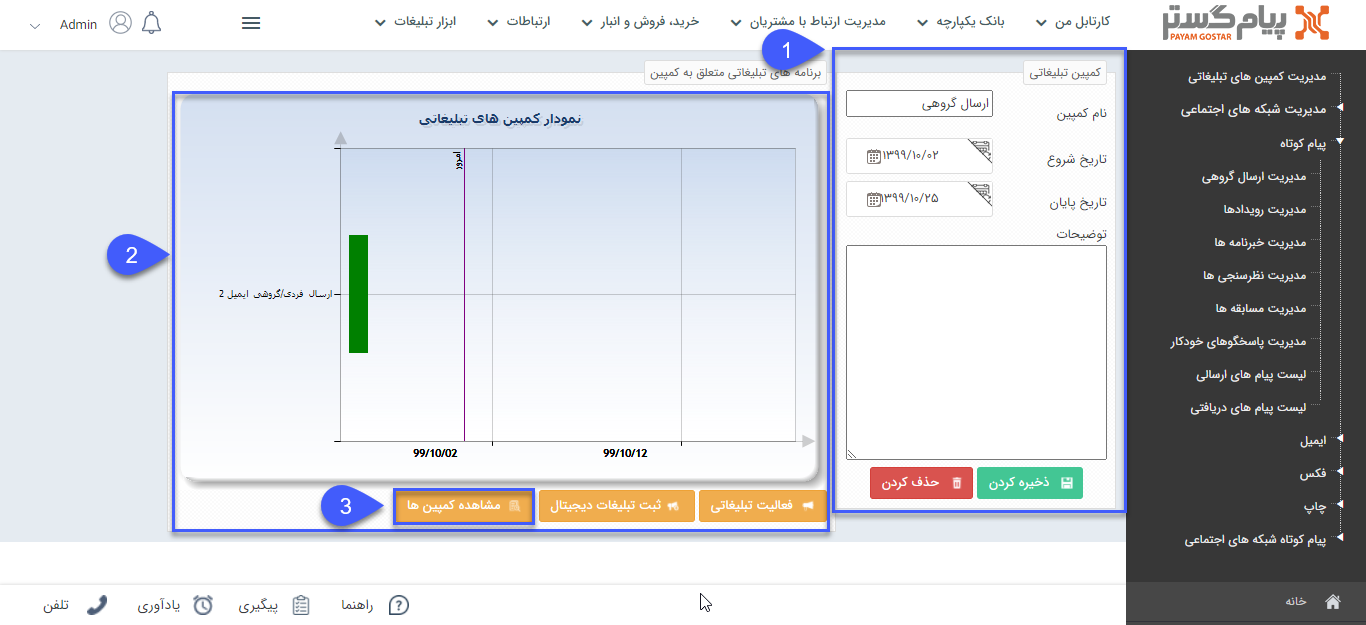 پیام گستر
PAYAM GOSTAR
کارتابل من
بانک یکپارچه
مدیریت ارتباط با مشتریان
خرید، فروش و انبار
ارتباطات
ابزار تبلیغات
Admin
مدیریت کمپین های تبلیغاتی
مدیریت شبکه های اجتماعی
پیام کوتاه
مدیریت ارسال گروهی
مدیریت رویدادها
مدیریت خبرنامه ها
مدیریت نظرسنجی ها
مدیریت مسابقه ها
مدیریت پاسخگوهای خودکار
لیست پیام های ارسالی
لیست پیام های دریافتی
ایمیل
فکس
چاپ
پیام کوتاه شبکه های اجتماعی
خانه
1
کمپین تبلیغاتی
نام کمپین
ارسال گروهی
تاریخ شروع
۱۳۹۹/۱۰/۰۲
تاریخ پایان
۱۳۹۹/۱۰/۲۵
توضیحات
ذخیره کردن
حذف کردن
برنامه های تبلیغاتی متعلق به کمپین
2
نمودار کمپین های تبلیغاتی
امروز
ارسال فردی/گروهی ایمیل 2
99/10/02
99/10/12
فعالیت تبلیغاتی
ثبت تبلیغات دیجیتال
مشاهده کمپین ها
3
راهنما
پیگیری
یادآوری
تلفن